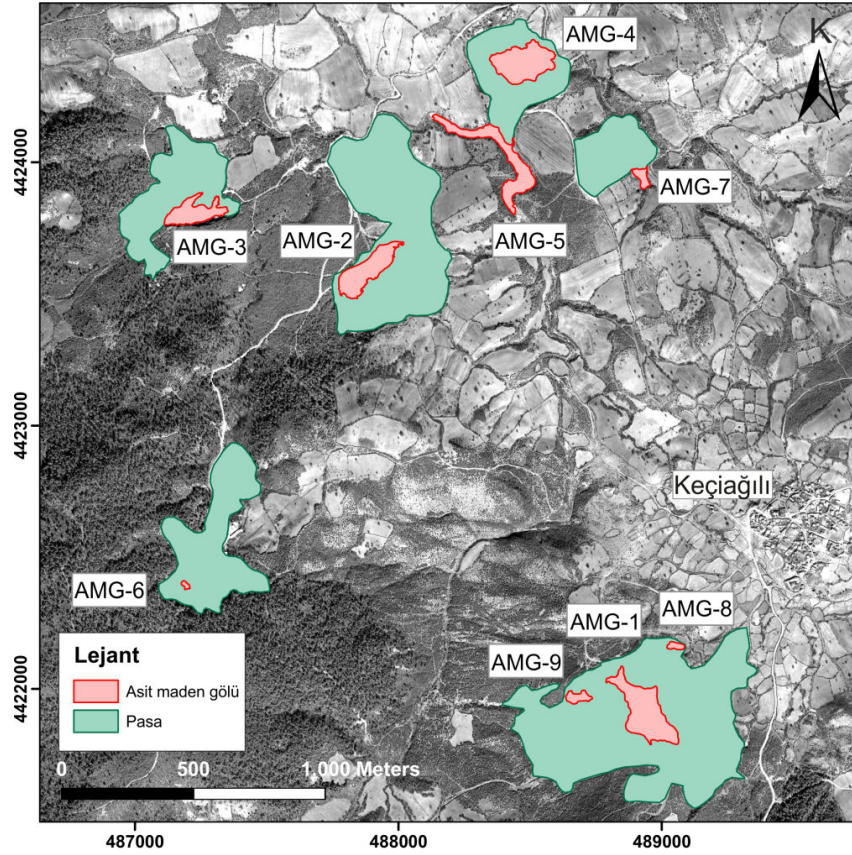 K
AMG-4
4424000
AMG-7
AMG-3
AMG-2
AMG-5
4423000
Keçiağılı
AMG-6
AMG-8
AMG-1
AMG-9
4422000
Lejant
Asit maden gölü
Pasa
0 500 1,000 Meters
487000 488000 489000